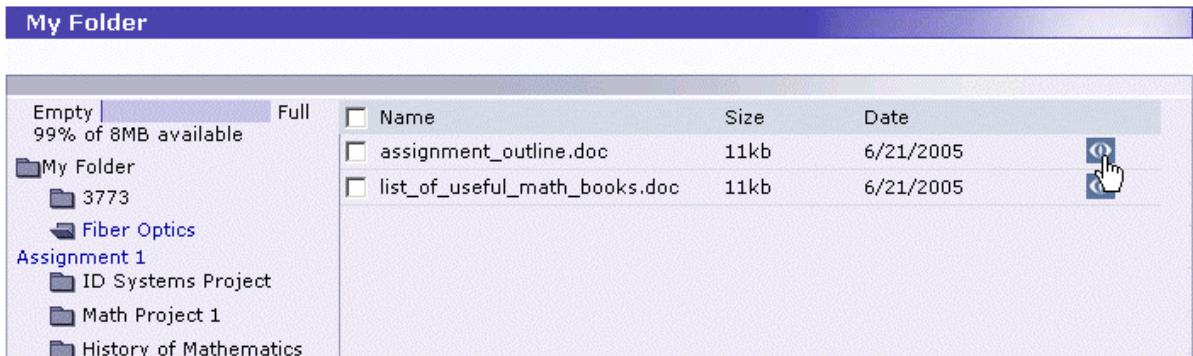 My Folder
Empty Full
99% of 8MB available
My Folder
3773
Fiber Optics
Assignment 1
ID Systems Project
Math Project 1
History of Mathematics
Name Size Date
assignment_outline.doc 11kb 6/21/2005
list_of_useful_math_books.doc 11kb 6/21/2005